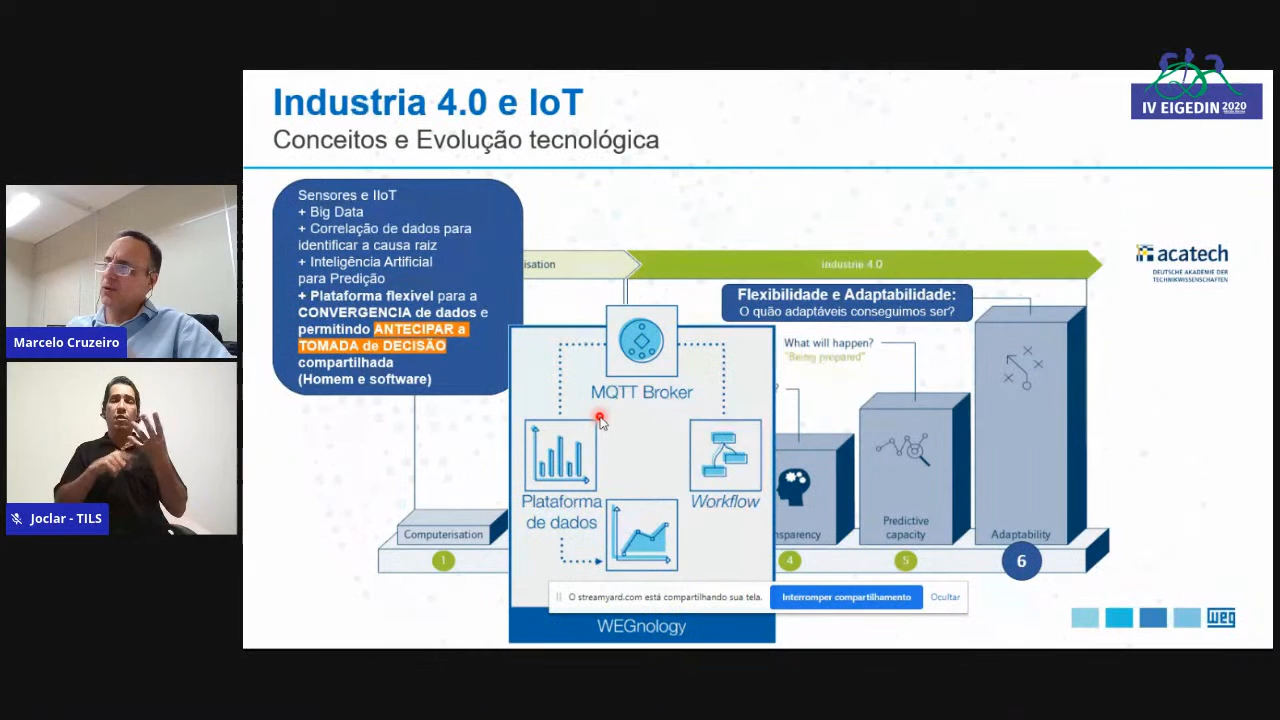 Industria 4.0 e IoT
Conceitos e Evolução tecnológica
IV EIGEDIN 2020
Sensores e IIoT
+ Big Data
+ Correlação de dados para
identificar a causa raiz
+ Inteligência Artificial
para Predição
+ Plataforma flexível para a
CONVERGENCIA de dados e
permitindo ANTECIPAR a
TOMADA de DECISÃO
compartilhada
(Homem e software)
isation
industrie 4.0
acatech
DEUTSCHE AKADEMIE DER
TECHNIKWISSENSCHAFTEN
Flexibilidade e Adaptabilidade:
O quão adaptáveis conseguimos ser?
What will happen?
"Being prepared"
?
MQTT Broker
Plataforma
de dados
Workflow
Computerisation
sparency
Predictive
capacity
Adaptability
1
4
5
6
O streamyard.com está compartilhando sua tela.
Interromper compartilhamento
Ocultar
WEGnology
weg
Marcelo Cruzeiro
Joclar - TILS